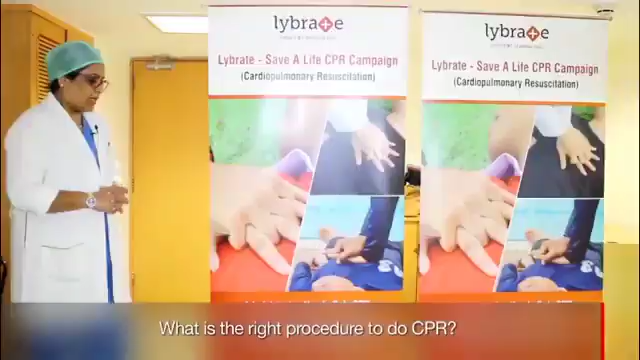 lybrate
Lybrate - Save A Life CPR Campaign
(Cardiopulmonary Resuscitation)
lybrate
Lybrate - Save A Life CPR Campaign
(Cardiopulmonary Resuscitation)
What is the right procedure to do CPR?